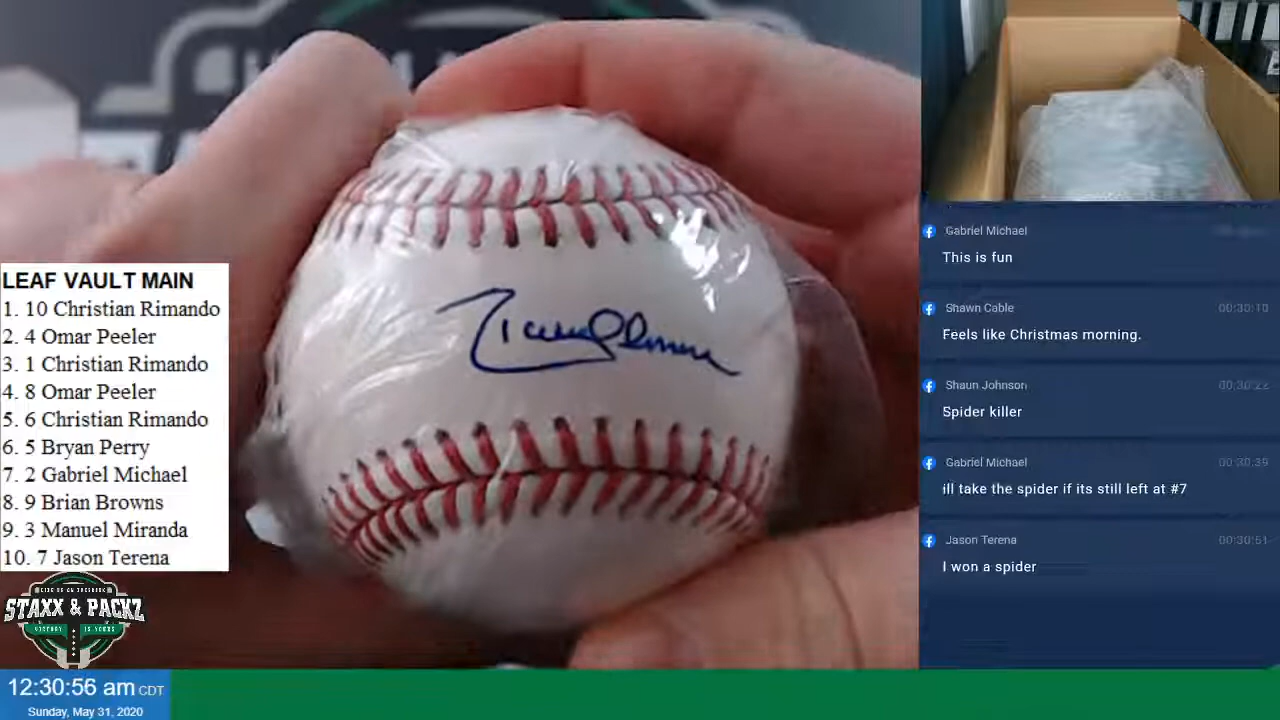 LEAF VAULT MAIN
1. 10 Christian Rimando
2. 4 Omar Peeler
3. 1 Christian Rimando
4. 8 Omar Peeler
5. 6 Christian Rimando
6. 5 Bryan Perry
7. 2 Gabriel Michael
8. 9 Brian Browns
9. 3 Manuel Miranda
10. 7 Jason Terena
STAXX & PACKZ
12:30:56 am CDT
Sunday, May 31, 2020
Gabriel Michael
This is fun
Shawn Cable 00:30:10
Feels like Christmas morning.
Shaun Johnson 00:30:22
Spider killer
Gabriel Michael 00:30:39
ill take the spider if its still left at #7
Jason Terena 00:30:51
I won a spider